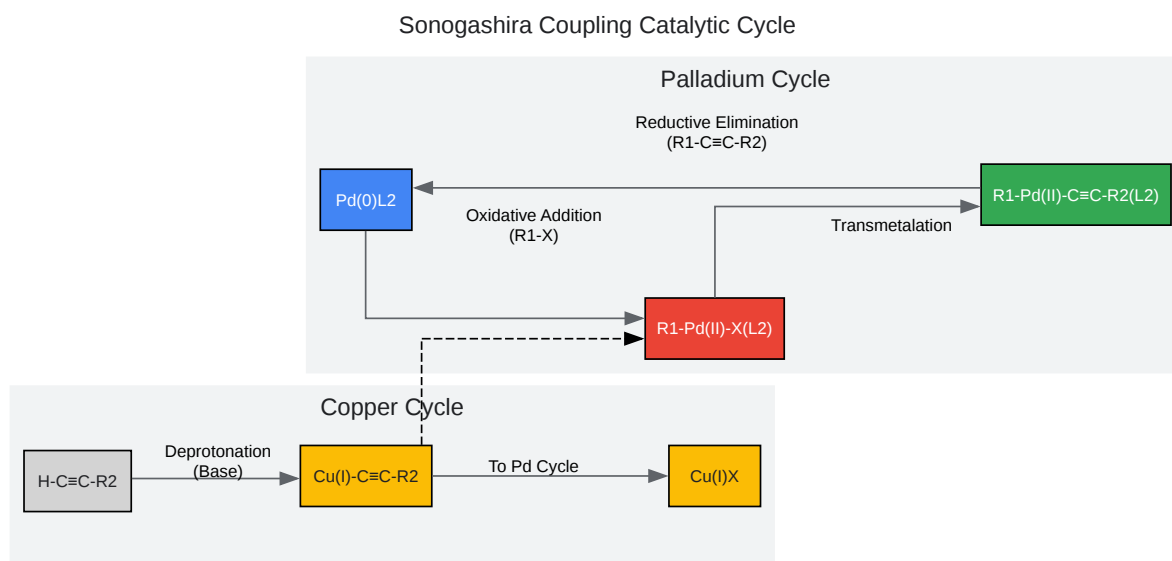 Sonogashira Coupling Catalytic Cycle
Palladium Cycle
Reductive Elimination
(R1-C≡C-R2)
Pd(0)L2
R1-Pd(II)-C≡C-R2(L2)
Oxidative Addition
(R1-X)
Transmetalation
R1-Pd(II)-X(L2)
Copper Cycle
Deprotonation
(Base)
H-C≡C-R2
Cu(I)-C≡C-R2
To Pd Cycle
Cu(I)X